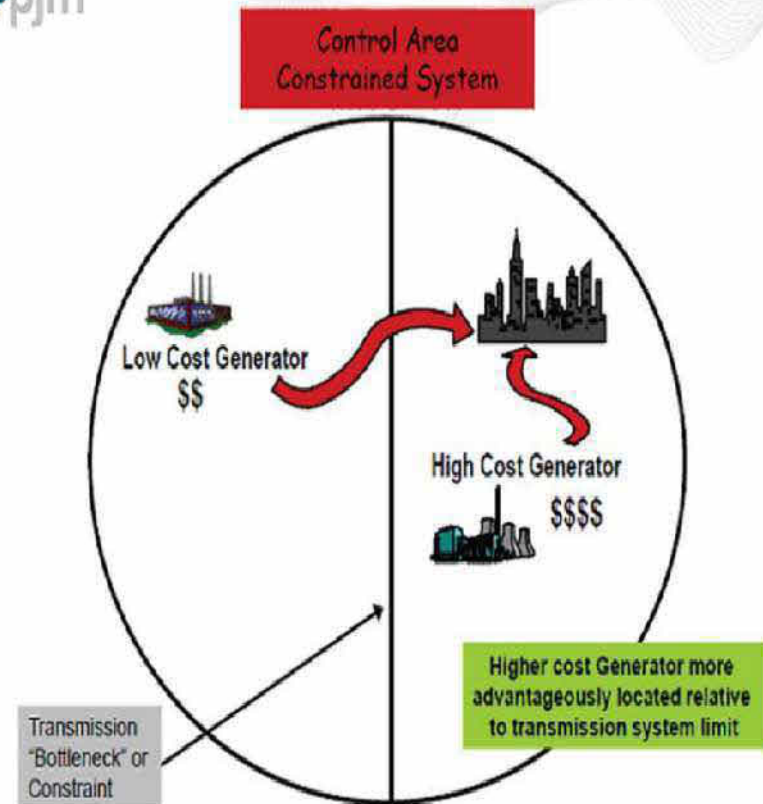 pjm
Control Area
Constrained System
Low Cost Generator
$$
High Cost Generator
$$$$
Higher cost Generator more
advantageously located relative
to transmission system limit
Transmission
"Bottleneck" or
Constraint